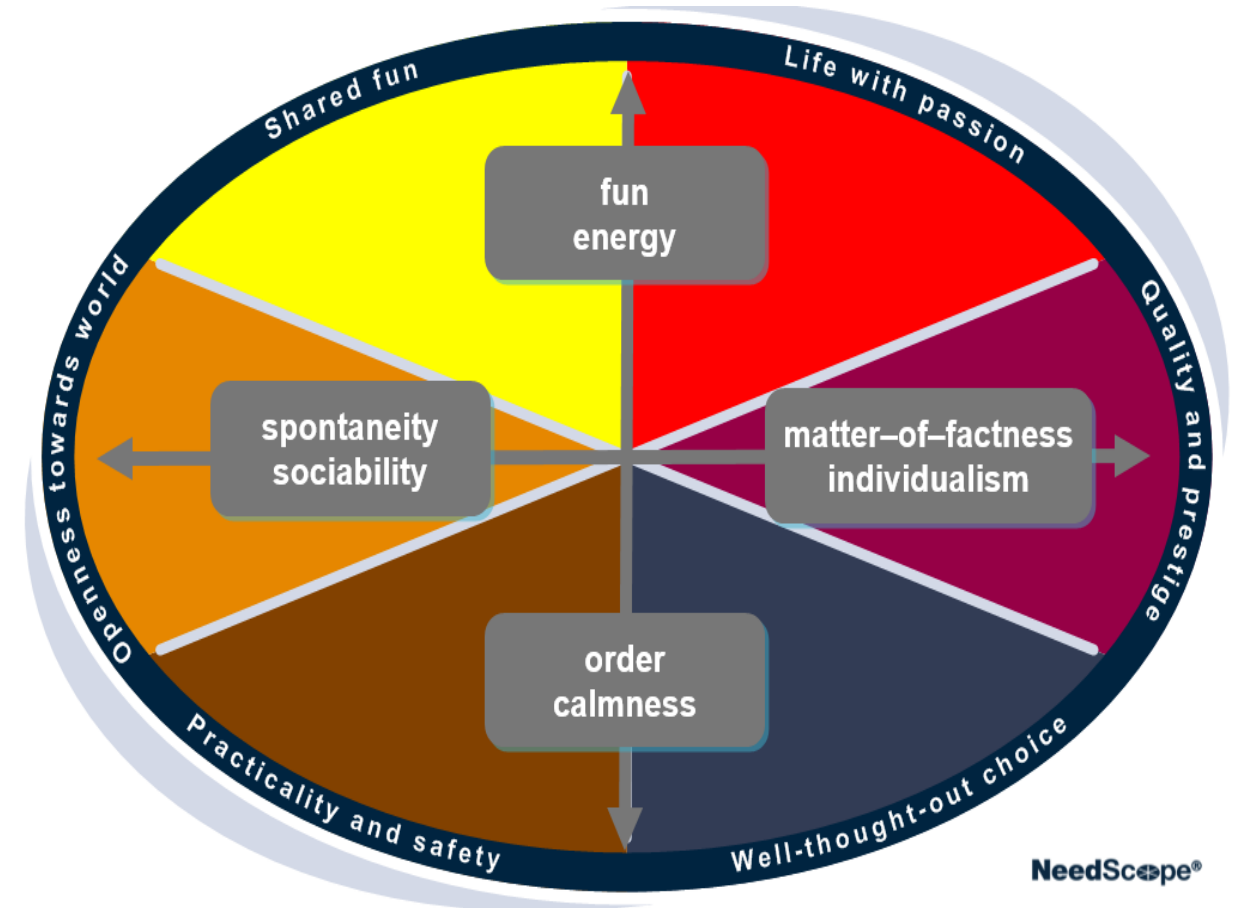 Shared fun
Life with passion
fun
energy
Openness towards world
spontaneity
sociability
matter–of–factness
individualism
Quality and prestige
order
calmness
Practicality and safety
Well-thought-out choice
NeedScope®